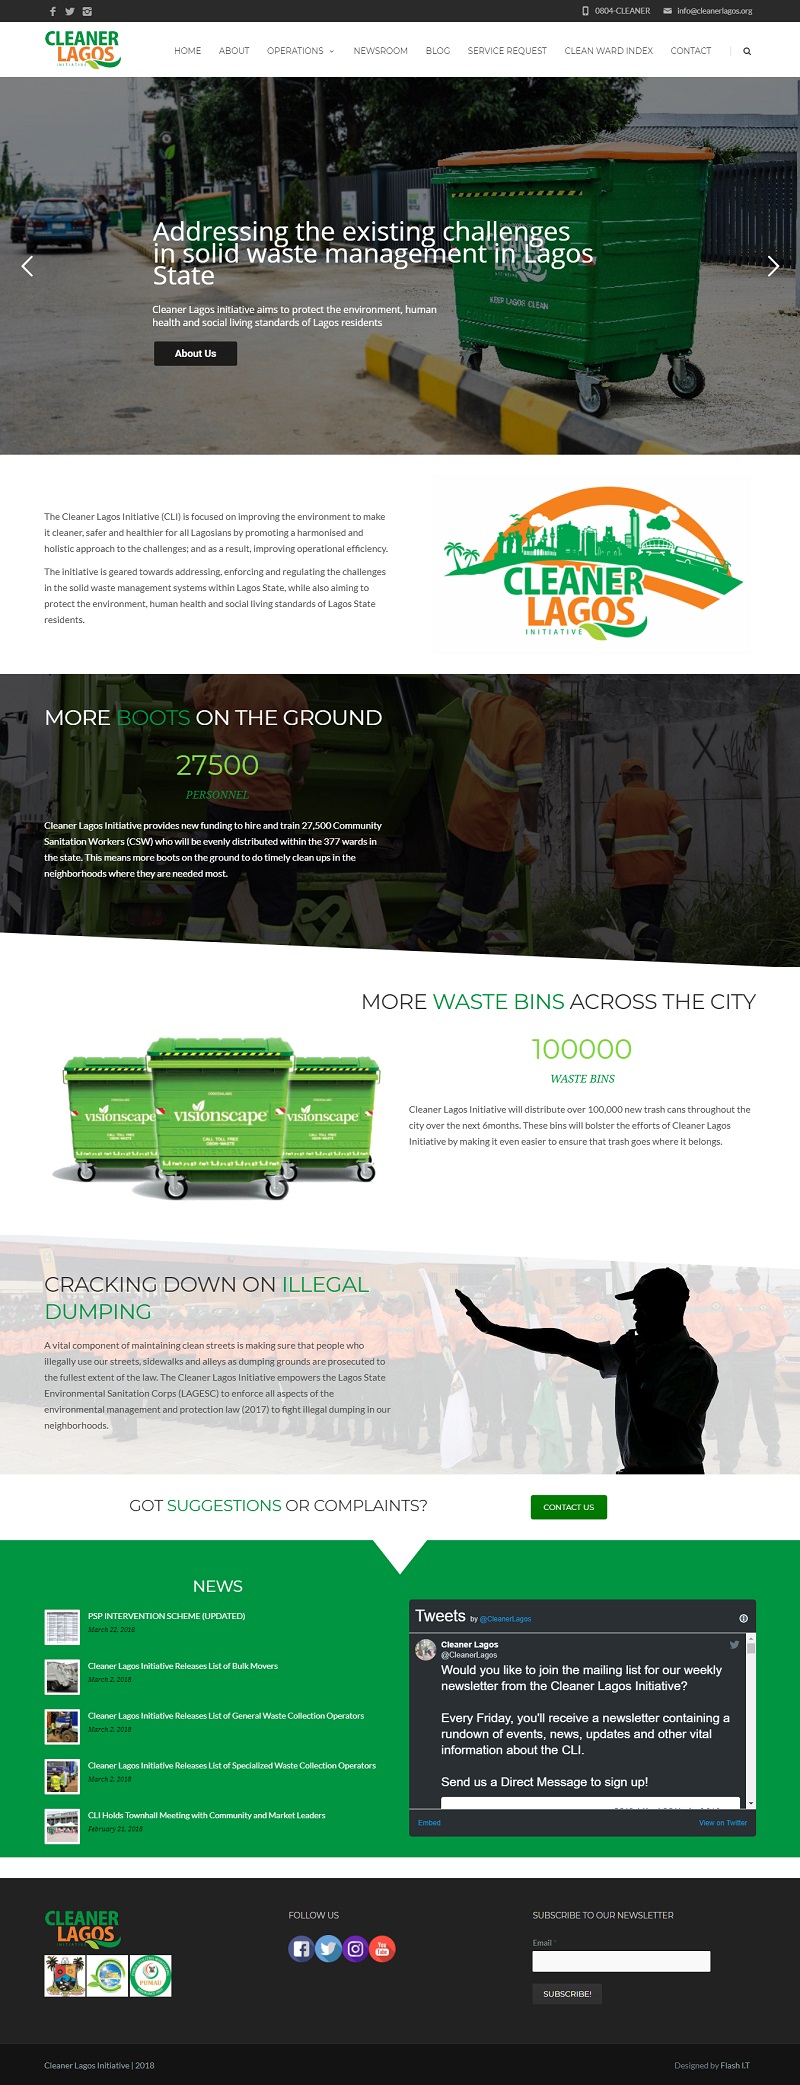 0804-CLEANER info@cleanerlagos.org
CLEANER
LAGOS
INITIATIVE
HOME ABOUT OPERATIONS NEWSROOM BLOG SERVICE REQUEST CLEAN WARD INDEX CONTACT
Addressing the existing challenges
in solid waste management in Lagos
State
CLEANER
LAGOS
KEEP LAGOS CLEAN
Cleaner Lagos initiative aims to protect the environment, human
health and social living standards of Lagos residents
About Us
The Cleaner Lagos Initiative (CLI) is focused on improving the environment to make
it cleaner, safer and healthier for all Lagosians by promoting a harmonised and
holistic approach to the challenges; and as a result, improving operational efficiency.
The initiative is geared towards addressing, enforcing and regulating the challenges
in the solid waste management systems within Lagos State, while also aiming to
protect the environment, human health and social living standards of Lagos State
residents.
CLEANER
LAGOS
INITIATIVE
MORE BOOTS ON THE GROUND
27500
PERSONNEL
Cleaner Lagos Initiative provides new funding to hire and train 27,500 Community
Sanitation Workers (CSW) who will be evenly distributed within the 377 wards in
the state. This means more boots on the ground to do timely clean ups in the
neighborhoods where they are needed most.
MORE WASTE BINS ACROSS THE CITY
100000
WASTE BINS
Cleaner Lagos Initiative will distribute over 100,000 new trash cans throughout the
city over the next 6months. These bins will bolster the efforts of Cleaner Lagos
Initiative by making it even easier to ensure that trash goes where it belongs.
visionscape visionscape visionscape
CALL TOLL FREE
CRACKING DOWN ON ILLEGAL
DUMPING
A vital component of maintaining clean streets is making sure that people who
illegally use our streets, sidewalks and alleys as dumping grounds are prosecuted to
the fullest extent of the law. The Cleaner Lagos Initiative empowers the Lagos State
Environmental Sanitation Corps (LAGESC) to enforce all aspects of the
environmental management and protection law (2017) to fight illegal dumping in our
neighborhoods.
GOT SUGGESTIONS OR COMPLAINTS?
CONTACT US
NEWS
PSP INTERVENTION SCHEME (UPDATED)
March 22, 2018
Cleaner Lagos Initiative Releases List of Bulk Movers
March 2, 2018
Cleaner Lagos Initiative Releases List of General Waste Collection Operators
March 2, 2018
Cleaner Lagos Initiative Releases List of Specialized Waste Collection Operators
March 2, 2018
CLI Holds Townhall Meeting with Community and Market Leaders
February 21, 2018
Tweets by @CleanerLagos
Cleaner Lagos
@CleanerLagos
Would you like to join the mailing list for our weekly
newsletter from the Cleaner Lagos Initiative?
Every Friday, you'll receive a newsletter containing a
rundown of events, news, updates and other vital
information about the CLI.
Send us a Direct Message to sign up!
Embed View on Twitter
CLEANER
LAGOS
INITIATIVE
PUMAU
FOLLOW US
You Tube
SUBSCRIBE TO OUR NEWSLETTER
Email *
SUBSCRIBE!
Cleaner Lagos Initiative | 2018 Designed by Flash I.T